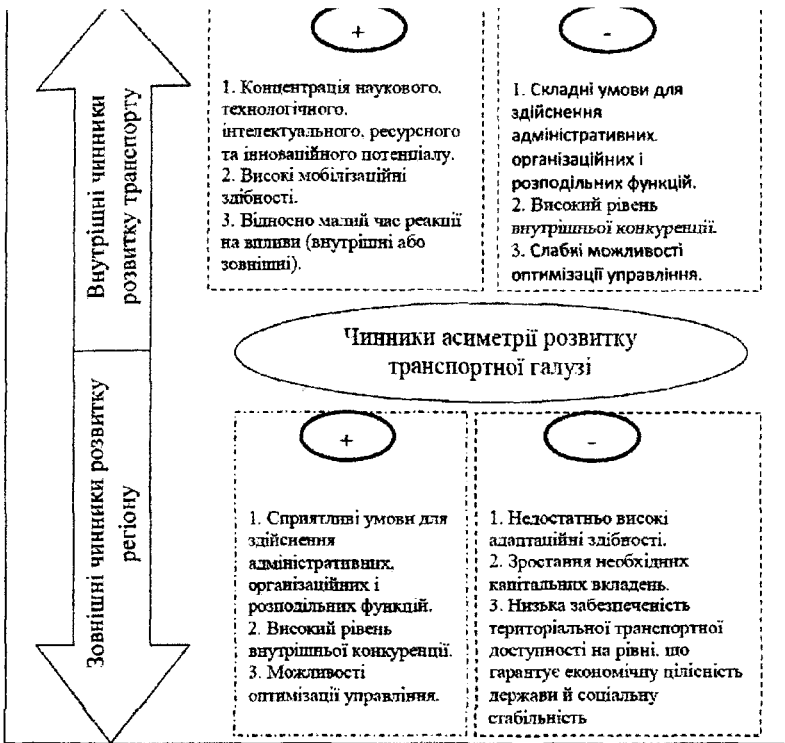 Внутрішні чинники
розвитку транспорту
+
1. Концентрація наукового,
технологічного,
інтелектуального, ресурсного
та інноваційного потенціалу.
2. Високі мобілізаційні
здібності.
3. Відносно малий час реакції
на впливи (внутрішні або
зовнішні).
-
1. Складні умови для
здійснення
адміністративних,
організаційних і
розподільних функцій.
2. Високий рівень
внутрішньої конкуренції.
3. Слабкі можливості
оптимізації управління.
Чинники асиметрії розвитку
транспортної галузі
Зовнішні чинники розвитку
регіону
+
1. Сприятливі умови для
здійснення
адміністративних,
організаційних і
розподільних функцій.
2. Високий рівень
внутрішньої конкуренції.
3. Можливості
оптимізації управління.
-
1. Недостатньо високі
адаптаційні здібності.
2. Зростання необхідних
капітальних вкладень.
3. Низька забезпеченість
територіальної транспортної
доступності на рівні, що
гарантує економічну цілісність
держави й соціальну
стабільність